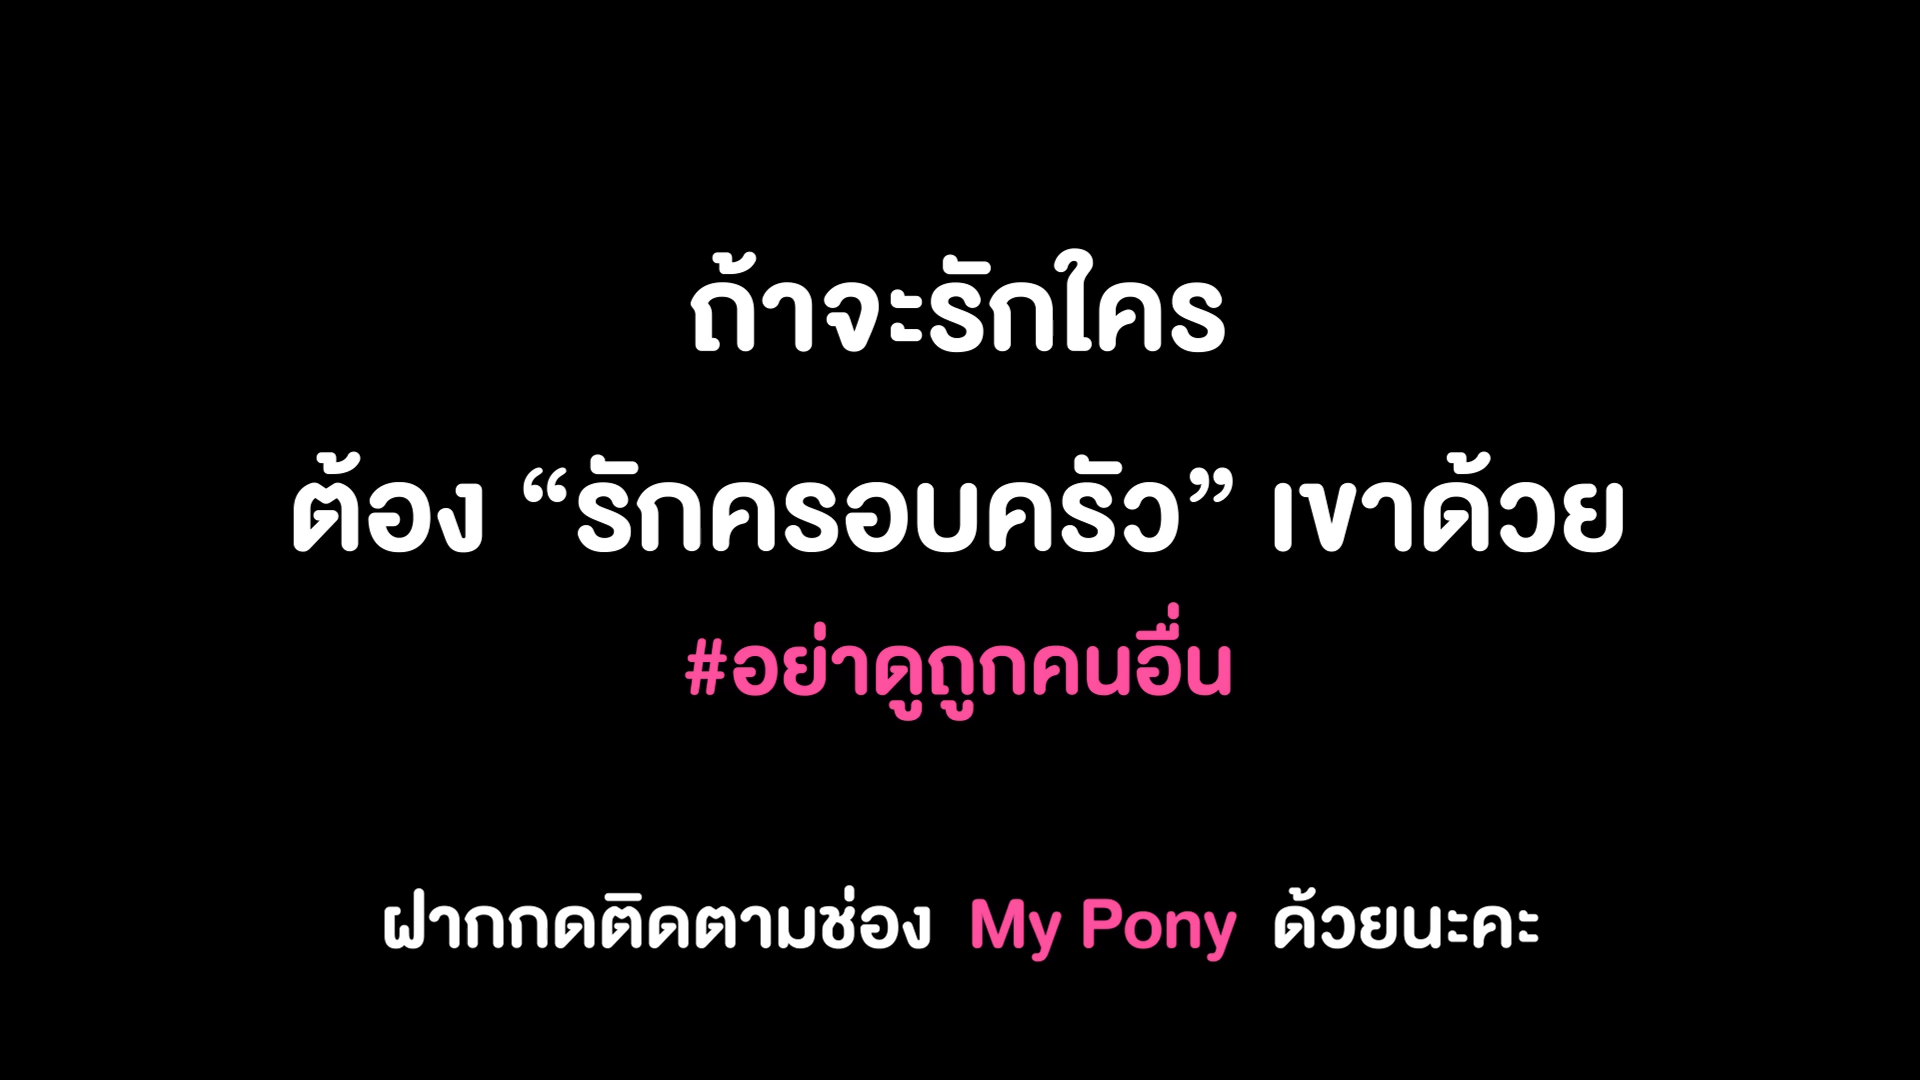 ถ้าจะรักใคร
ต้อง “รักครอบครัว” เขาด้วย
#อย่าดูถูกคนอื่น
ฝากกดติดตามช่อง My Pony ด้วยนะคะ